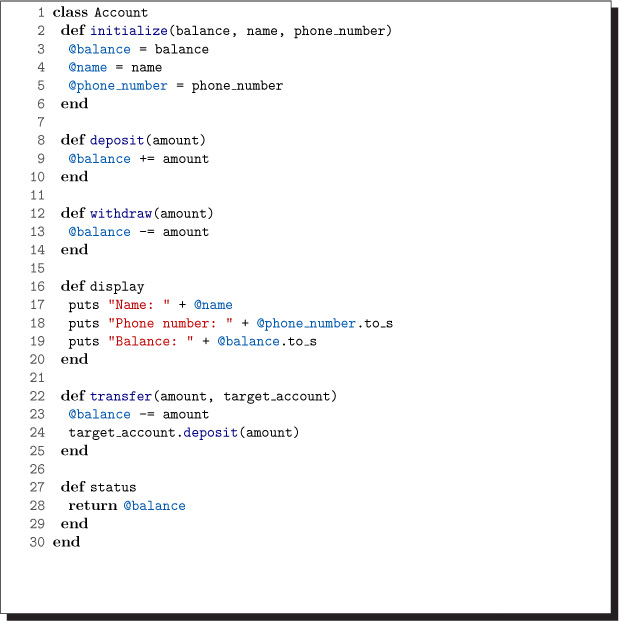 1 class Account
2 def initialize(balance, name, phone_number)
3 @balance = balance
4 @name = name
5 @phone_number = phone_number
6 end
7
8 def deposit(amount)
9 @balance += amount
10 end
11
12 def withdraw(amount)
13 @balance -= amount
14 end
15
16 def display
17 puts "Name: " + @name
18 puts "Phone number: " + @phone_number.to_s
19 puts "Balance: " + @balance.to_s
20 end
21
22 def transfer(amount, target_account)
23 @balance -= amount
24 target_account.deposit(amount)
25 end
26
27 def status
28 return @balance
29 end
30 end